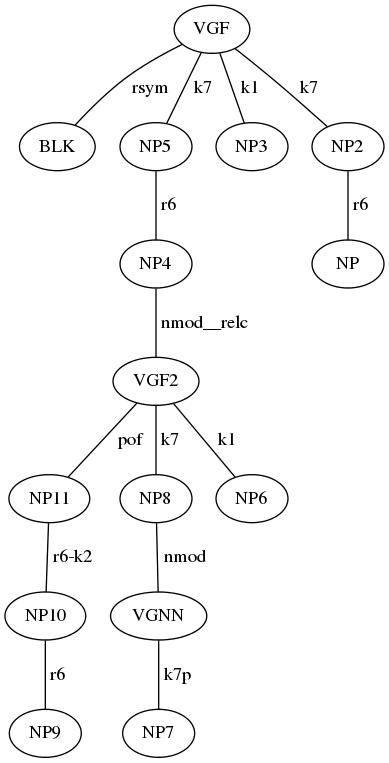 VGF
rsym k7 k1 k7
BLK NP5 NP3 NP2
r6 r6
NP4 NP
nmod__relc
VGF2
pof k7 k1
NP11 NP8 NP6
r6-k2 nmod
NP10 VGNN
r6 k7p
NP9 NP7